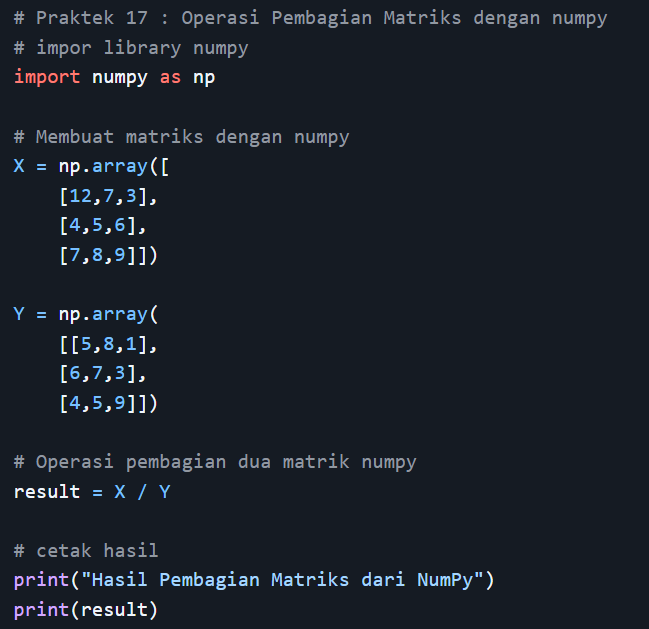 # Praktek 17 : Operasi Pembagian Matriks dengan numpy
# impor library numpy
import numpy as np

# Membuat matriks dengan numpy
X = np.array([
    [12,7,3],
    [4,5,6],
    [7,8,9]])

Y = np.array(
    [[5,8,1],
    [6,7,3],
    [4,5,9]])

# Operasi pembagian dua matrik numpy
result = X / Y

# cetak hasil
print("Hasil Pembagian Matriks dari NumPy")
print(result)